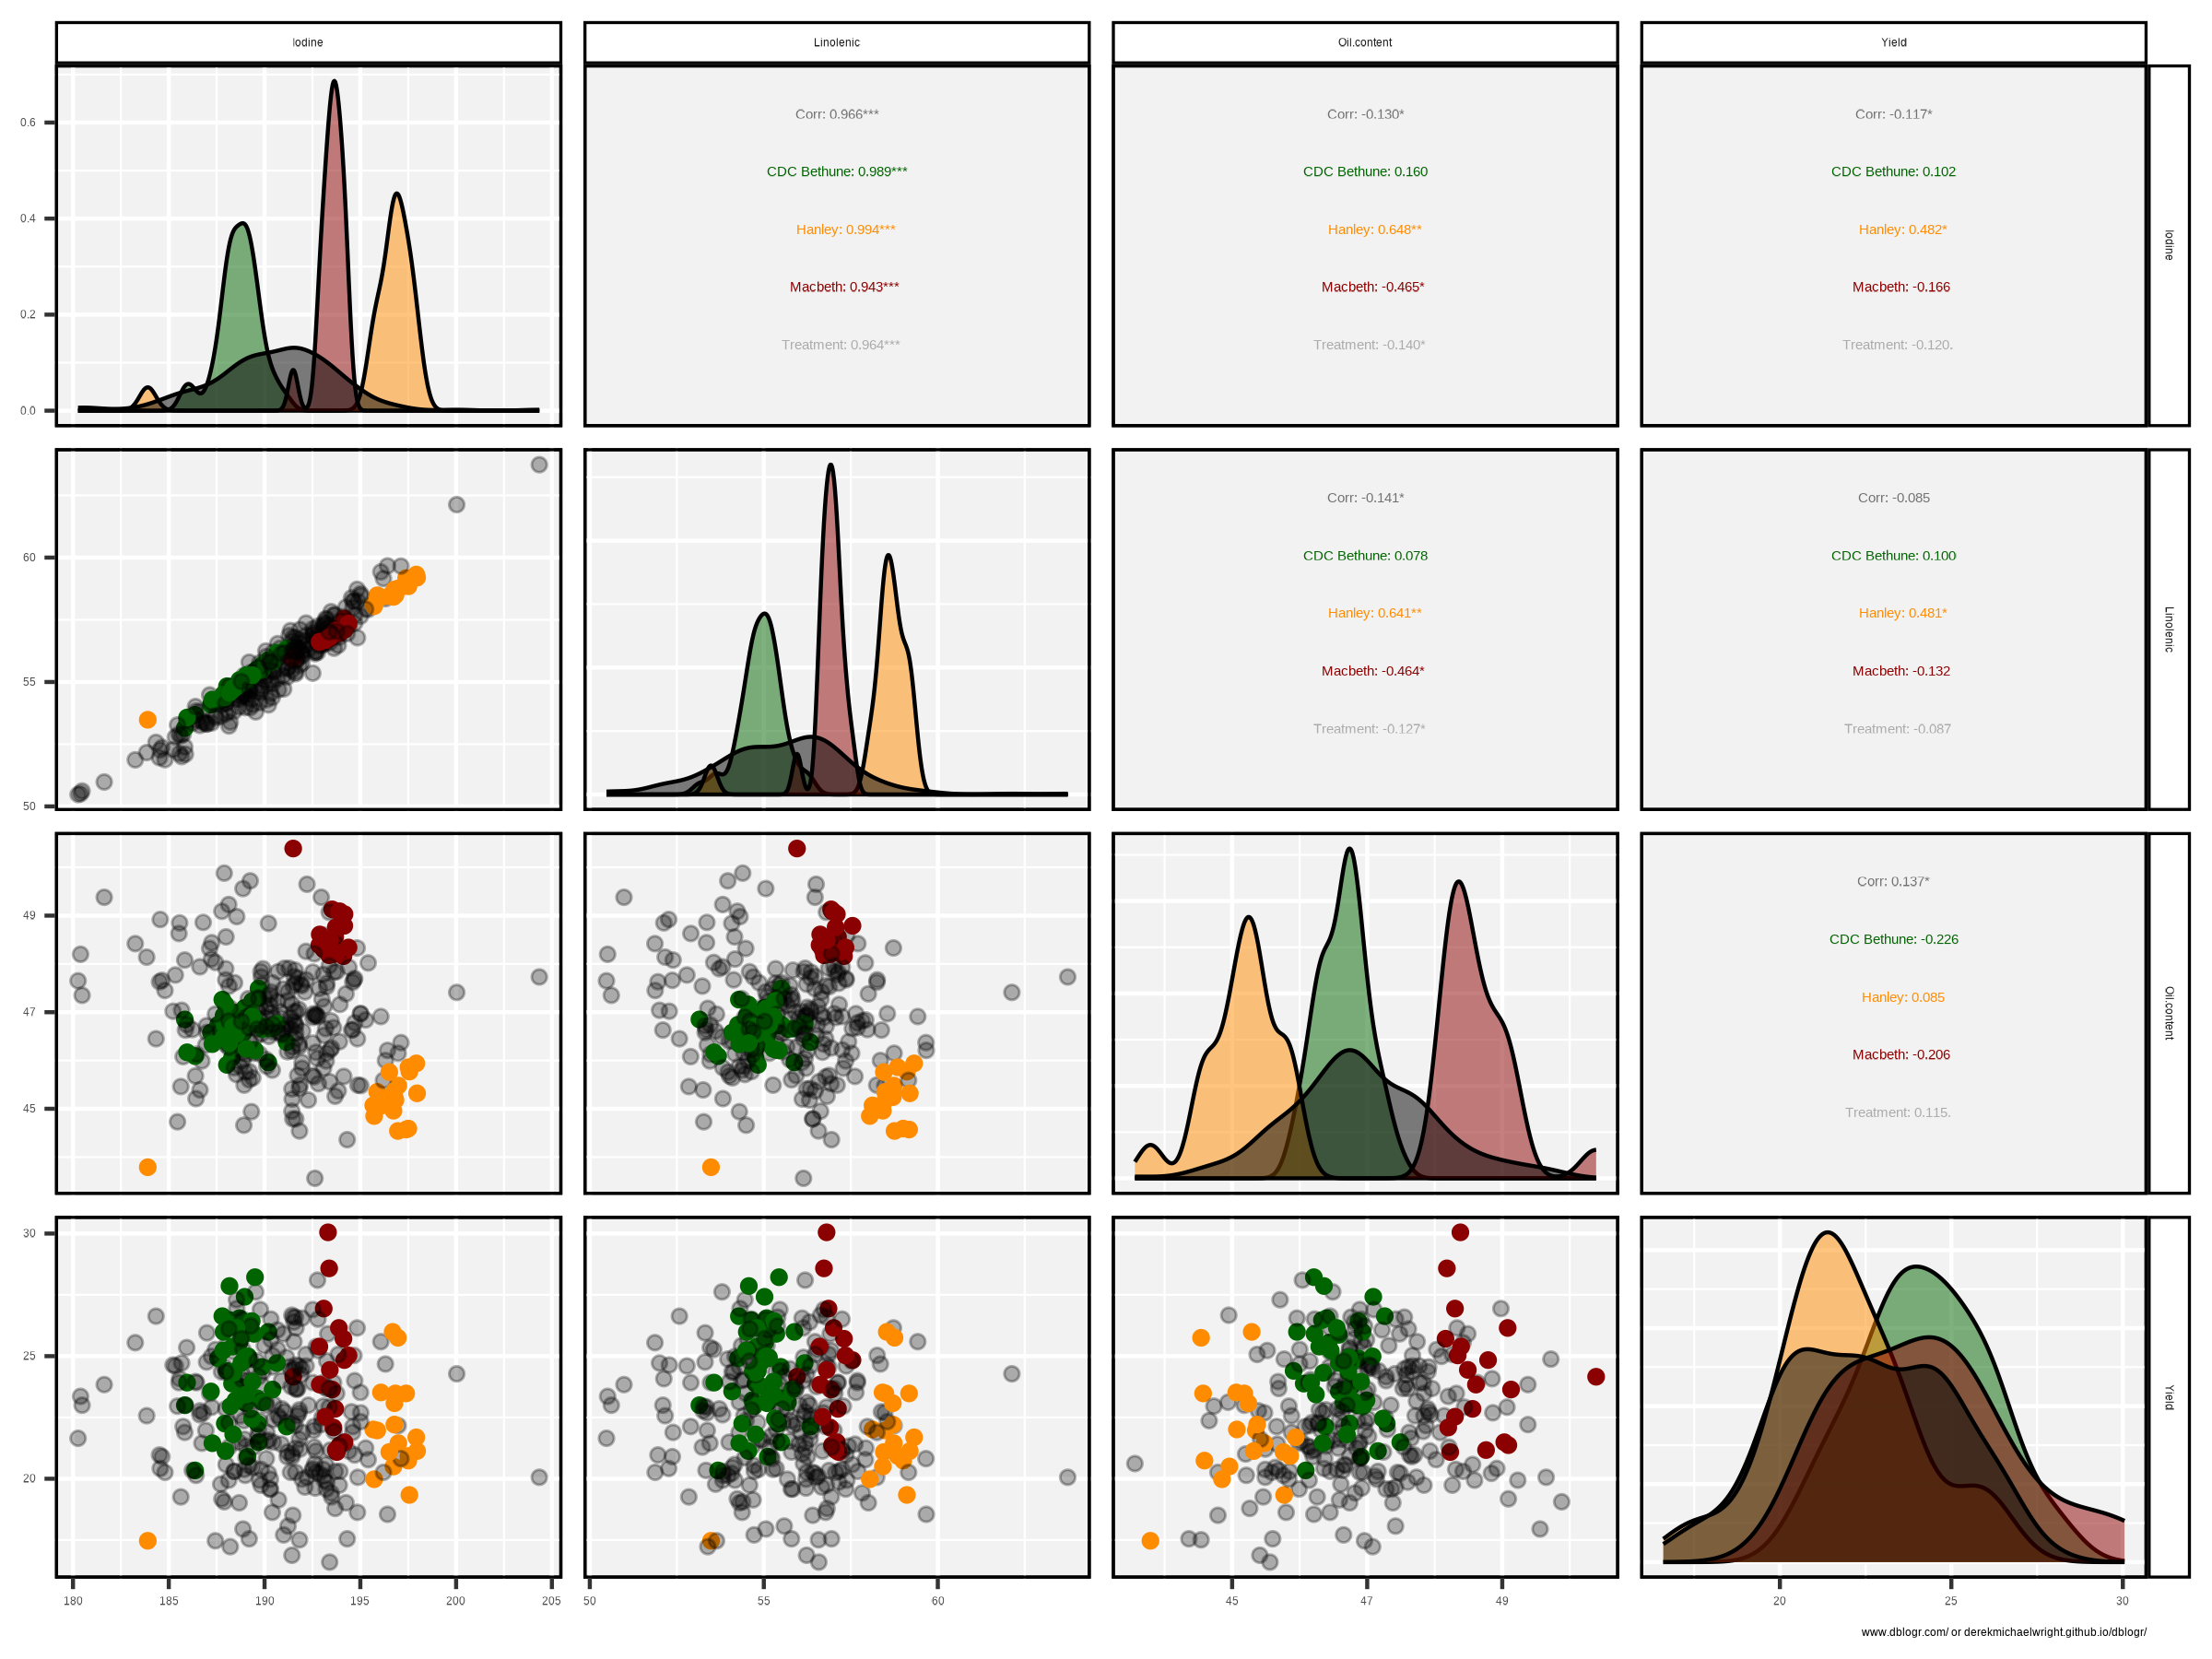 Iodine
Linolenic
Oil.content
Yield
0.6
0.4
0.2
0.0
Corr: 0.966***
CDC Bethune: 0.989***
Hanley: 0.994***
Macbeth: 0.943***
Treatment: 0.964***
Corr: -0.130*
CDC Bethune: 0.160
Hanley: 0.648**
Macbeth: -0.465*
Treatment: -0.140*
Corr: -0.117*
CDC Bethune: 0.102
Hanley: 0.482*
Macbeth: -0.166
Treatment: -0.120.
Iodine
60
55
50
Corr: -0.141*
CDC Bethune: 0.078
Hanley: 0.641**
Macbeth: -0.464*
Treatment: -0.127*
Corr: -0.085
CDC Bethune: 0.100
Hanley: 0.481*
Macbeth: -0.132
Treatment: -0.087
Linolenic
49
47
45
Corr: 0.137*
CDC Bethune: -0.226
Hanley: 0.085
Macbeth: -0.206
Treatment: 0.115.
Oil.content
30
25
20
Yield
180 185 190 195 200 205
50 55 60
45 47 49
20 25 30
www.dblogr.com/ or derekmichaelwright.github.io/dblogr/